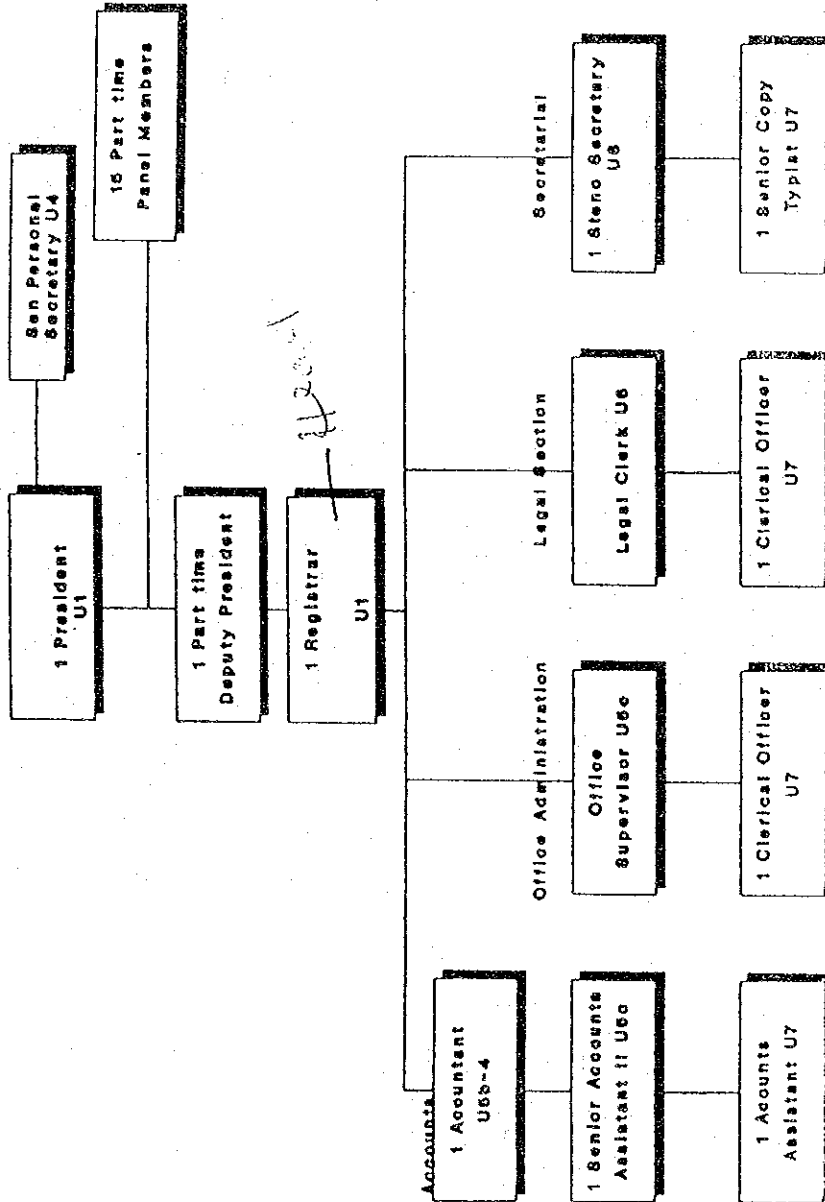 1 President
U1
Sen Personal
Secretary U4
15 Part time
Panel Members
1 Part time
Deputy President
1 Registrar
U1
Accounts
1 Acountant
U5b-4
1 Senior Accounts
Assistant II U5c
1 Acounts
Assistant U7
Office Administration
Office
Supervisor U5c
1 Clerical Officer
U7
Legal Section
Legal Clerk U6
1 Clerical Officer
U7
Secretarial
1 Steno Secretary
U6
1 Senior Copy
Typist U7